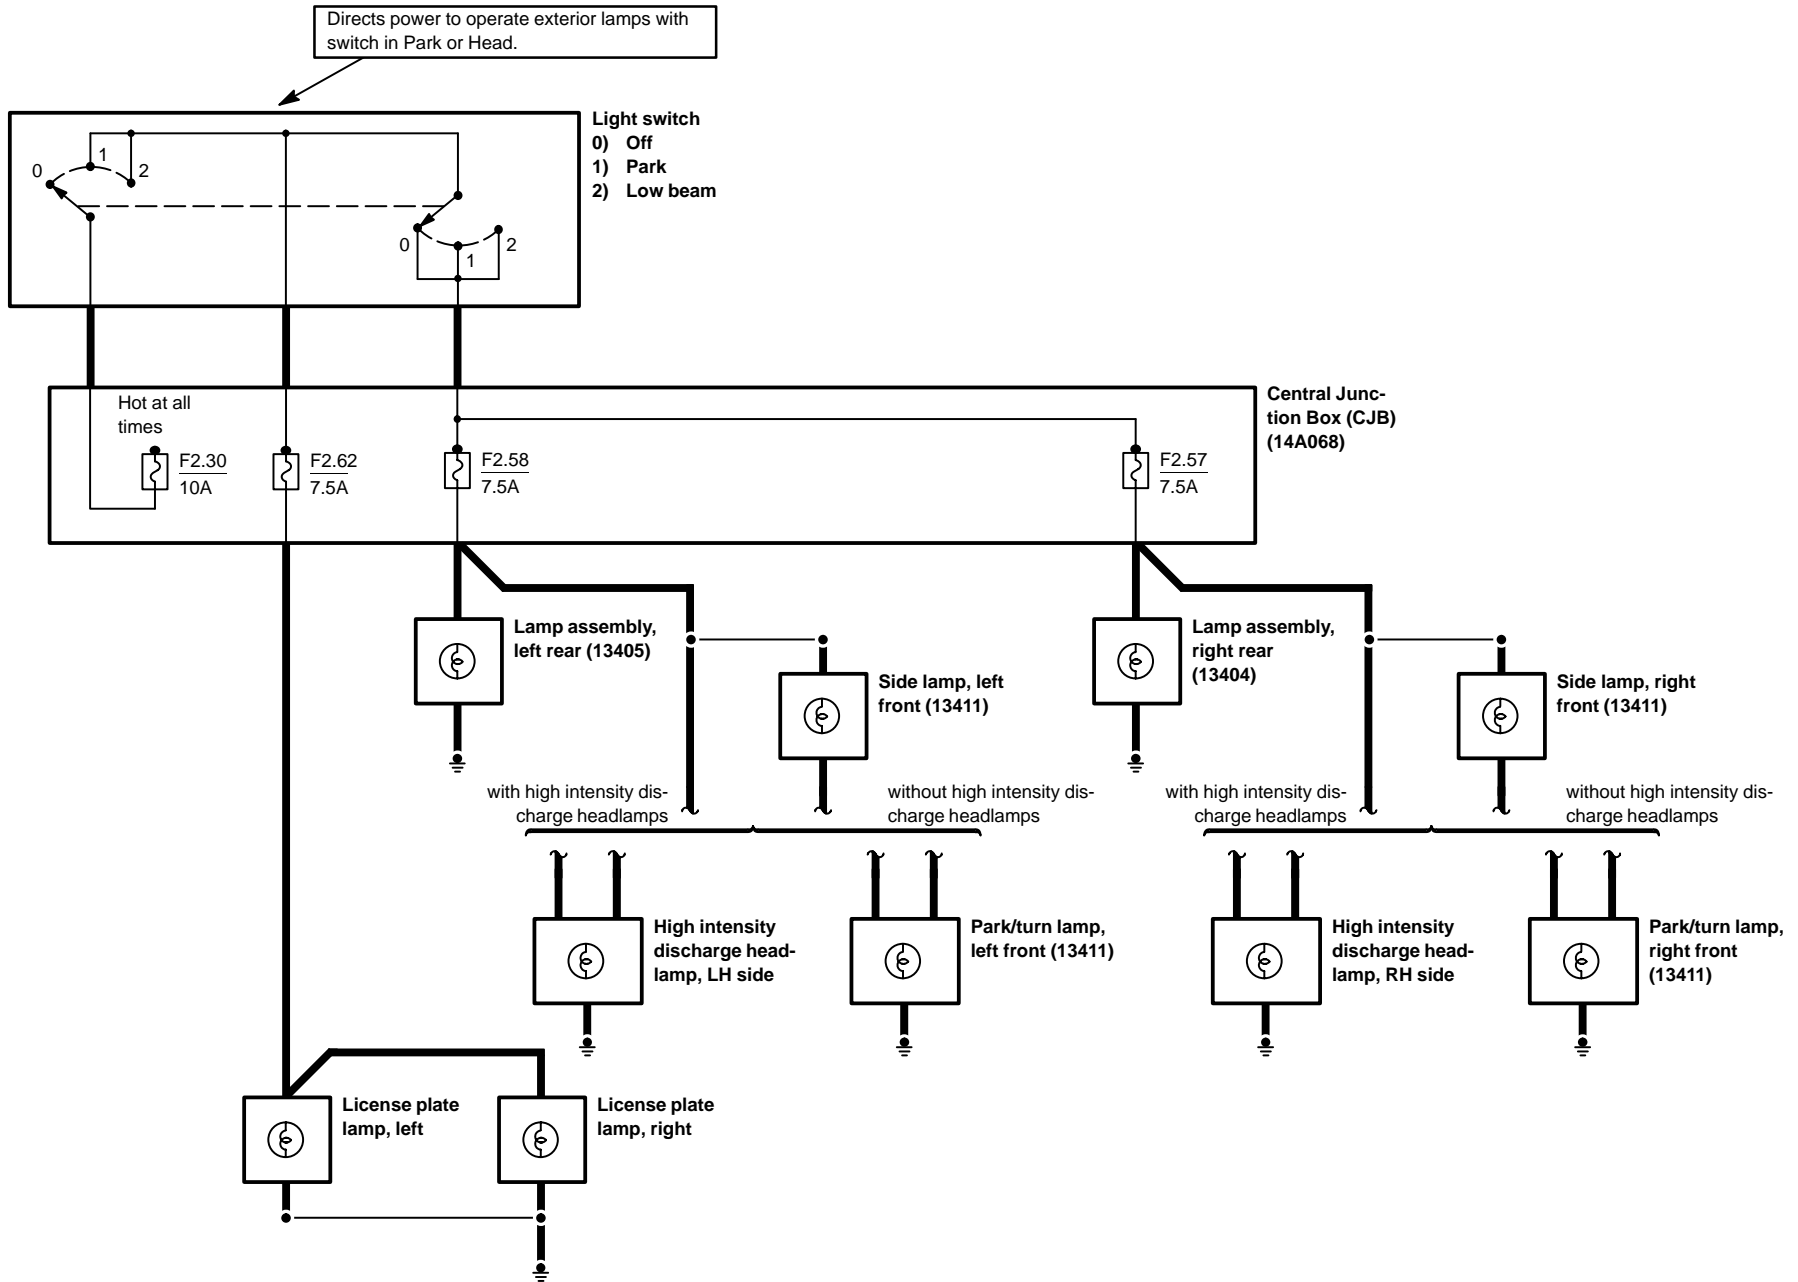 Directs power to operate exterior lamps with
switch in Park or Head.
Light switch
0) Off
1) Park
2) Low beam
0
1
2
0
1
2
Hot at all
times
F2.30
10A
F2.62
7.5A
F2.58
7.5A
F2.57
7.5A
Central Junc-
tion Box (CJB)
(14A068)
Lamp assembly,
left rear (13405)
Side lamp, left
front (13411)
Lamp assembly,
right rear
(13404)
Side lamp, right
front (13411)
with high intensity dis-
charge headlamps
without high intensity dis-
charge headlamps
with high intensity dis-
charge headlamps
without high intensity dis-
charge headlamps
High intensity
discharge head-
lamp, LH side
Park/turn lamp,
left front (13411)
High intensity
discharge head-
lamp, RH side
Park/turn lamp,
right front
(13411)
License plate
lamp, left
License plate
lamp, right